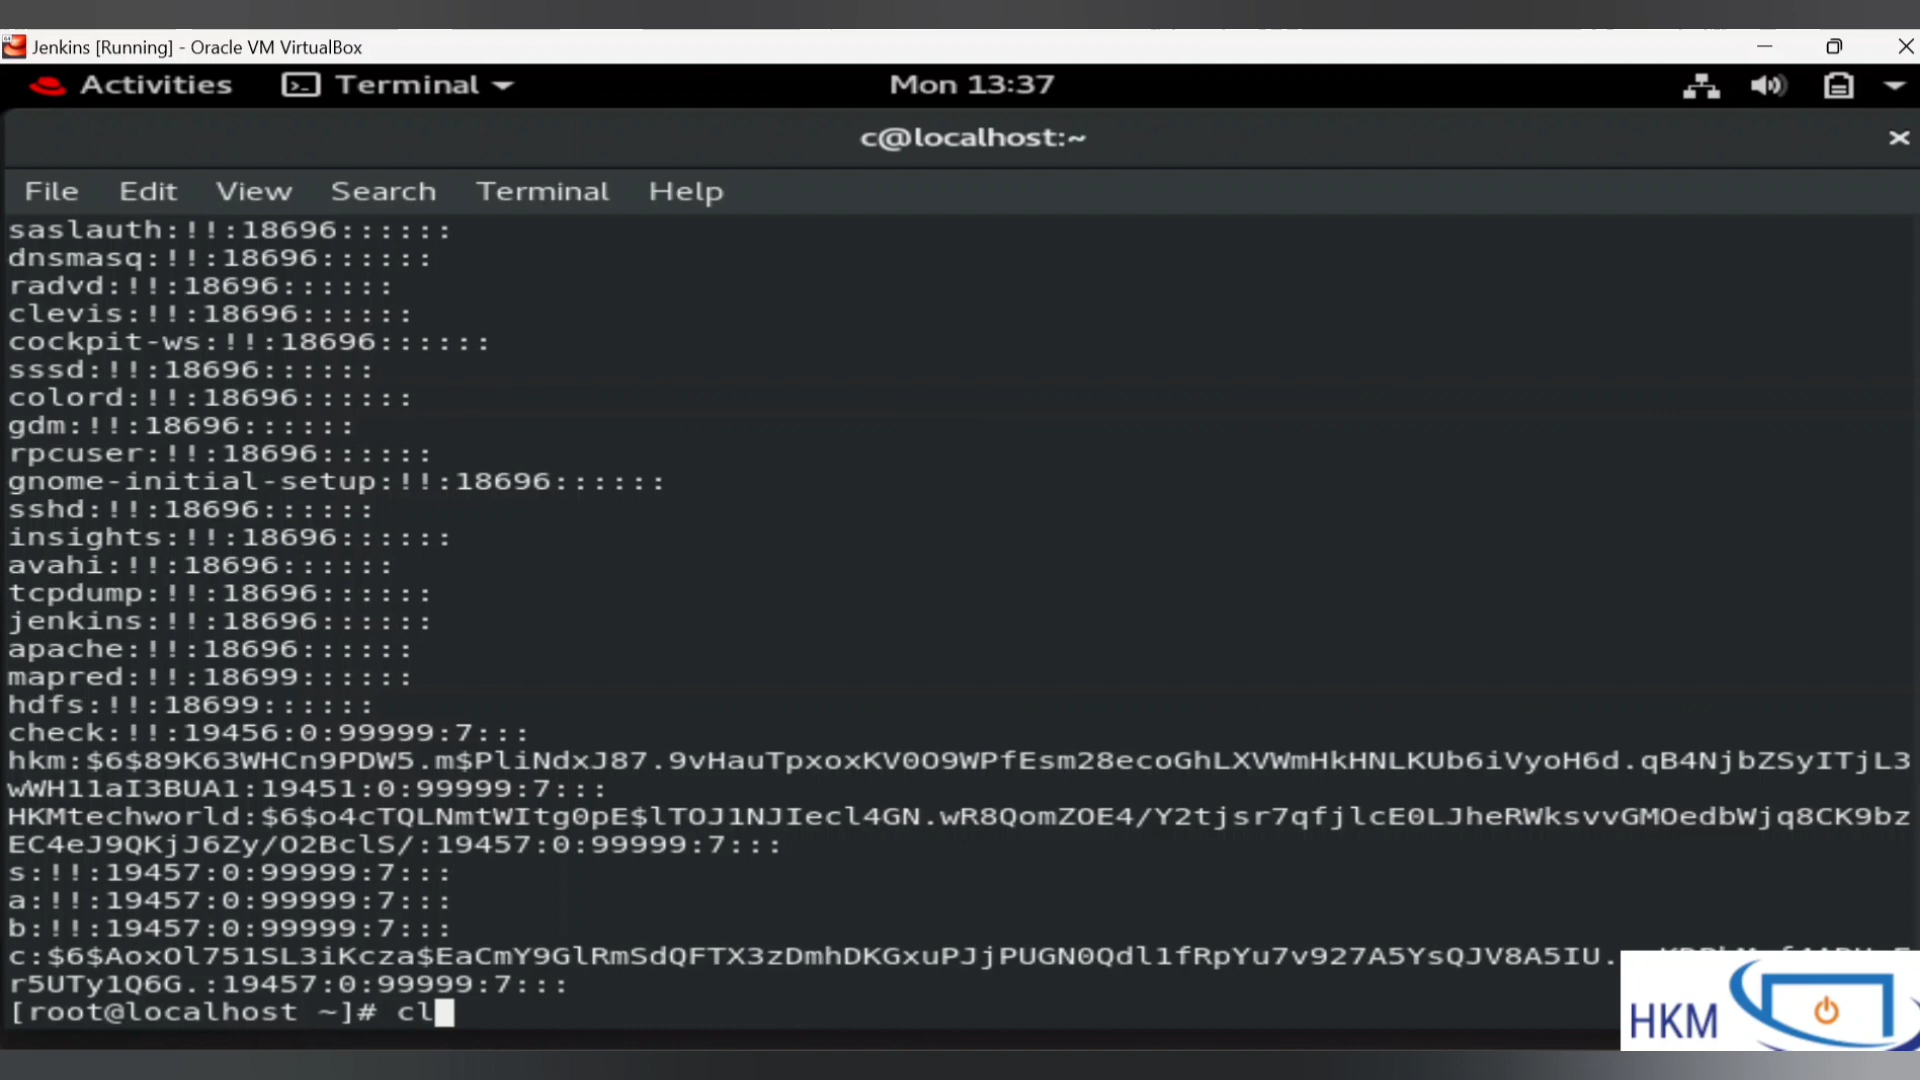 Jenkins [Running] - Oracle VM VirtualBox
Activities Terminal Mon 13:37
c@localhost:~
File Edit View Search Terminal Help
saslauth:!!:18696::::::
dnsmasq:!!:18696::::::
radvd:!!:18696::::::
clevis:!!:18696::::::
cockpit-ws:!!:18696::::::
sssd:!!:18696::::::
colord:!!:18696::::::
gdm:!!:18696::::::
rpcuser:!!:18696::::::
gnome-initial-setup:!!:18696::::::
sshd:!!:18696::::::
insights:!!:18696::::::
avahi:!!:18696::::::
tcpdump:!!:18696::::::
jenkins:!!:18696::::::
apache:!!:18696::::::
mapred:!!:18699::::::
hdfs:!!:18699::::::
check:!!:19456:0:99999:7:::
hkm:$6$89K63WHCn9PDW5.m$PliNdxJ87.9vHauTpxoxKV0O9WPfEsm28ecoGhLXVWmHkHNLKUb6iVyoH6d.qB4NjbZSyITjL3
wWH11aI3BUA1:19451:0:99999:7:::
HKMtechworld:$6$o4cTQLNmtWItg0pE$lTOJ1NJIecl4GN.wR8QomZOE4/Y2tjsr7qfjlcE0LJheRWksvvGMOedbWjq8CK9bz
EC4eJ9QKjJ6Zy/O2BclS/:19457:0:99999:7:::
s:!!:19457:0:99999:7:::
a:!!:19457:0:99999:7:::
b:!!:19457:0:99999:7:::
c:$6$AoxOl751SL3iKcza$EaCmY9GlRmSdQFTX3zDmhDKGxuPJjPUGN0Qdl1fRpYu7v927A5YsQJV8A5IU.
r5UTy1Q6G.:19457:0:99999:7:::
[root@localhost ~]# cl
HKM